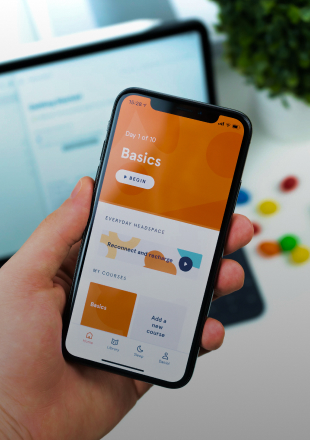 Day 1 of 10
Basics
BEGIN
EVERYDAY HEADSPACE
Reconnect and recharge
MY COURSES
Basics
Add a
new
course
Home
Library
Sleep